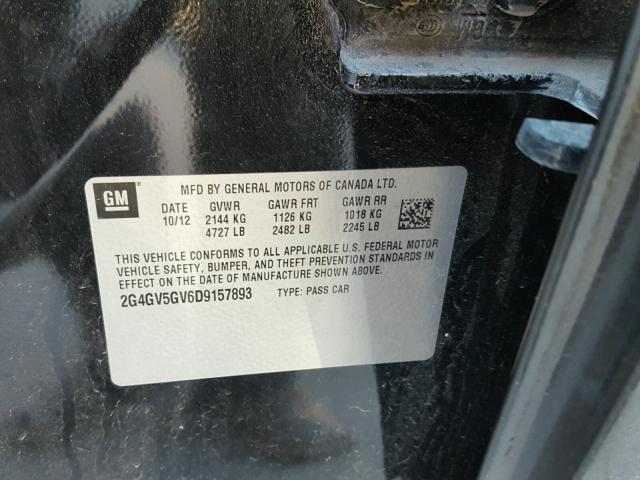 GM
MFD BY GENERAL MOTORS OF CANADA LTD.
DATE GVWR GAWR FRT GAWR RR
10/12 2144 KG 1126 KG 1018 KG
4727 LB 2482 LB 2245 LB
THIS VEHICLE CONFORMS TO ALL APPLICABLE U.S. FEDERAL MOTOR
VEHICLE SAFETY, BUMPER, AND THEFT PREVENTION STANDARDS IN
EFFECT ON THE DATE OF MANUFACTURE SHOWN ABOVE.
2G4GV5GV6D9157893 TYPE: PASS CAR